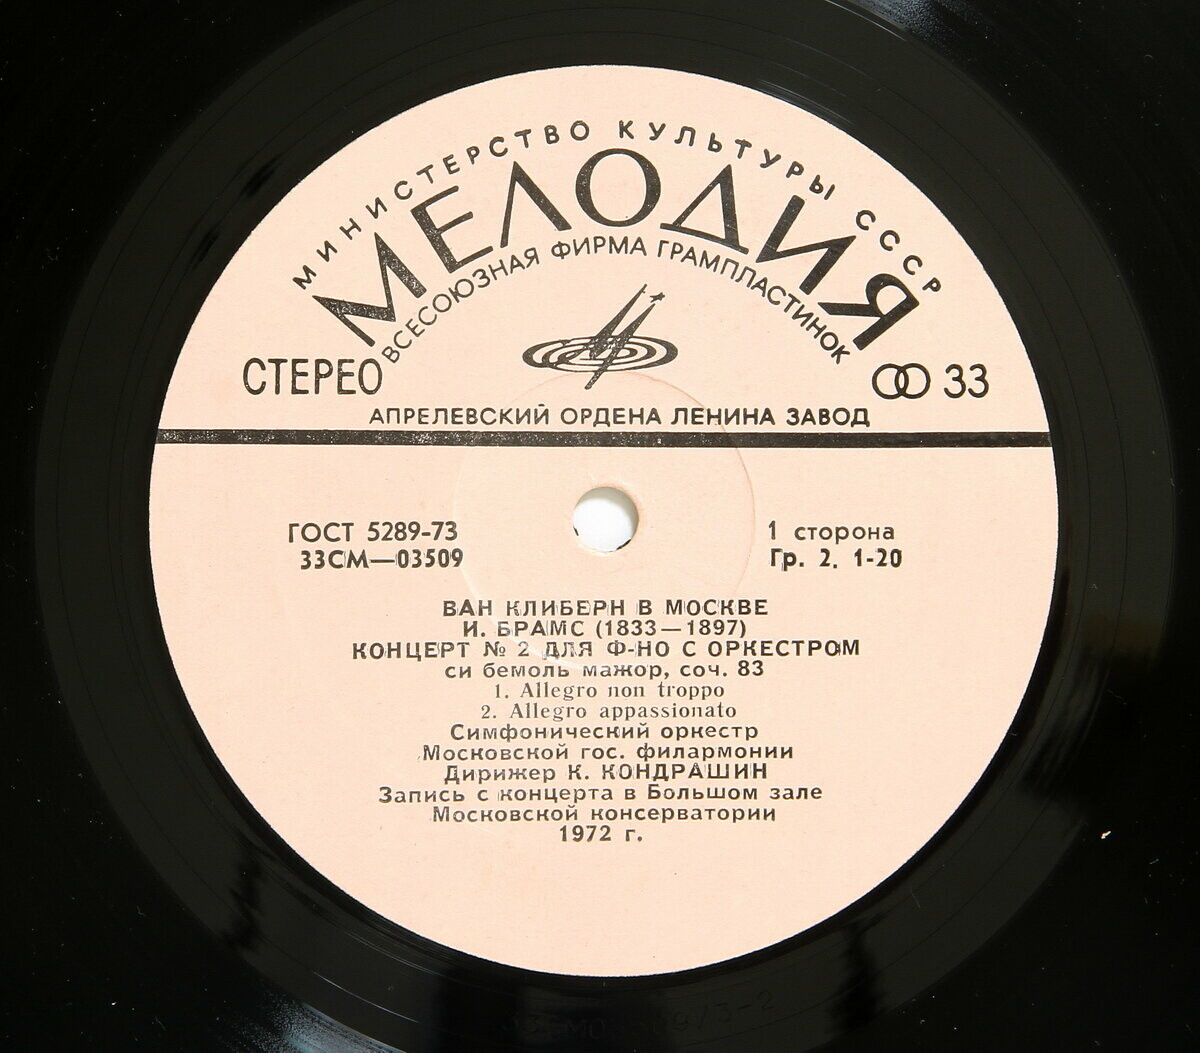 МИНИСТЕРСТВО КУЛЬТУРЫ СССР
МЕЛОДИЯ
ВСЕСОЮЗНАЯ ФИРМА ГРАМПЛАСТИНОК
СТЕРЕО
33
АПРЕЛЕВСКИЙ ОРДЕНА ЛЕНИНА ЗАВОД
ГОСТ 5289-73
33СМ—03509
1 сторона
Гр. 2. 1-20
ВАН КЛИБЕРН В МОСКВЕ
И. БРАМС (1833—1897)
КОНЦЕРТ № 2 ДЛЯ Ф-НО С ОРКЕСТРОМ
си бемоль мажор, соч. 83
1. Allegro non troppo
2. Allegro appassionato
Симфонический оркестр
Московской гос. филармонии
Дирижер К. КОНДРАШИН
Запись с концерта в Большом зале
Московской консерватории
1972 г.